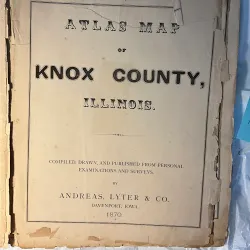 ATLAS MAP
OF
KNOX COUNTY,
ILLINOIS.
COMPILED, DRAWN, AND PUBLISHED FROM PERSONAL
EXAMINATIONS AND SURVEYS.
BY
ANDREAS, LYTER & CO.
DAVENPORT, IOWA.
1870.